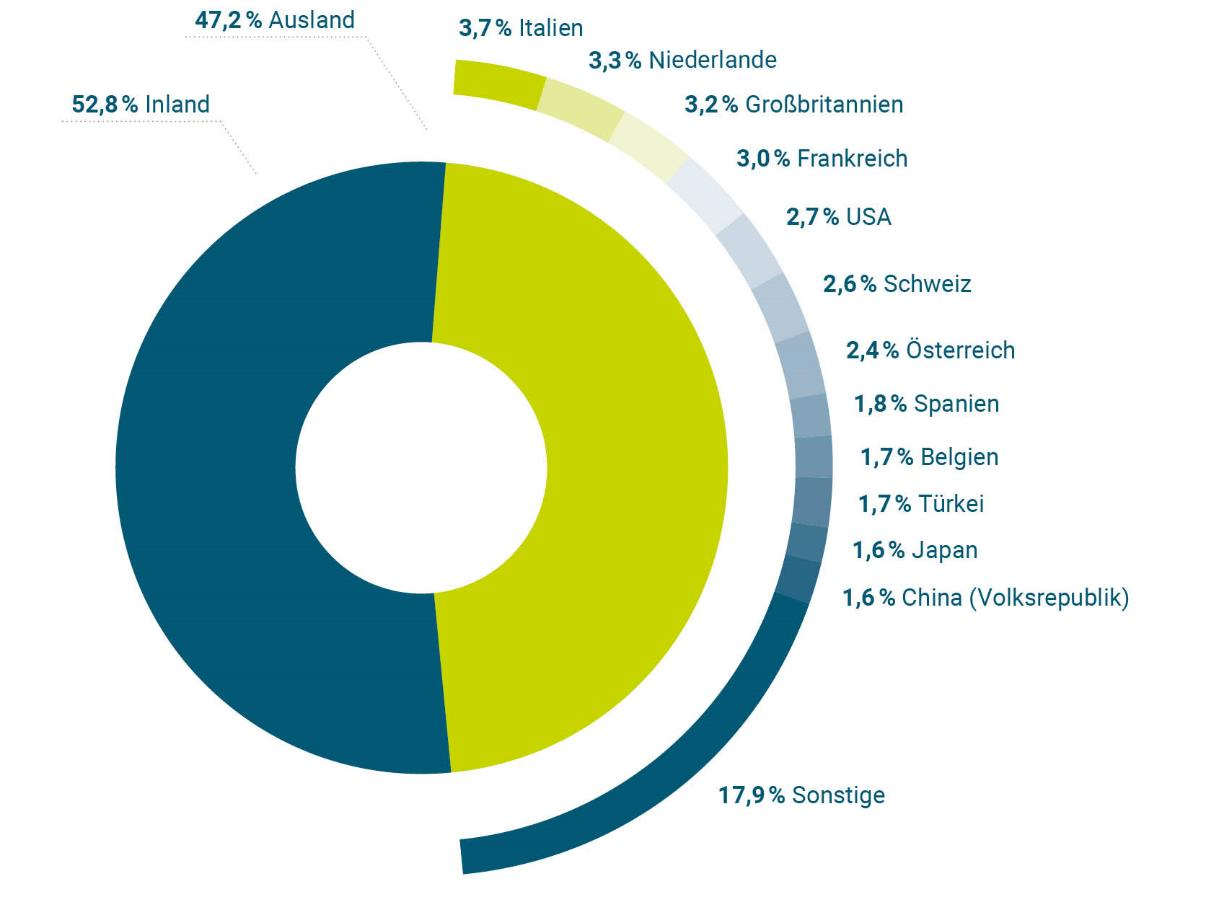 47,2 % Ausland
52,8 % Inland
3,7 % Italien
3,3 % Niederlande
3,2 % Großbritannien
3,0 % Frankreich
2,7 % USA
2,6 % Schweiz
2,4 % Österreich
1,8 % Spanien
1,7 % Belgien
1,7 % Türkei
1,6 % Japan
1,6 % China (Volksrepublik)
17,9 % Sonstige